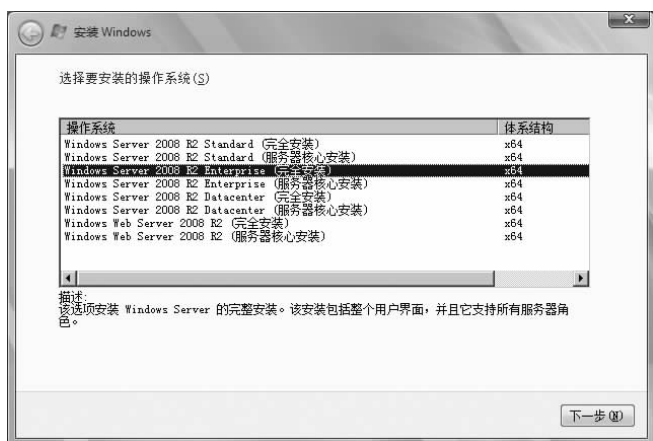 安装 Windows
选择要安装的操作系统(S)
操作系统 体系结构
Windows Server 2008 R2 Standard (完全安装) x64
Windows Server 2008 R2 Standard (服务器核心安装) x64
Windows Server 2008 R2 Enterprise (完全安装) x64
Windows Server 2008 R2 Enterprise (服务器核心安装) x64
Windows Server 2008 R2 Datacenter (完全安装) x64
Windows Server 2008 R2 Datacenter (服务器核心安装) x64
Windows Web Server 2008 R2 (完全安装) x64
Windows Web Server 2008 R2 (服务器核心安装) x64
描述:
该选项安装 Windows Server 的完整安装。该安装包括整个用户界面，并且它支持所有服务器角
色。
下一步(N)